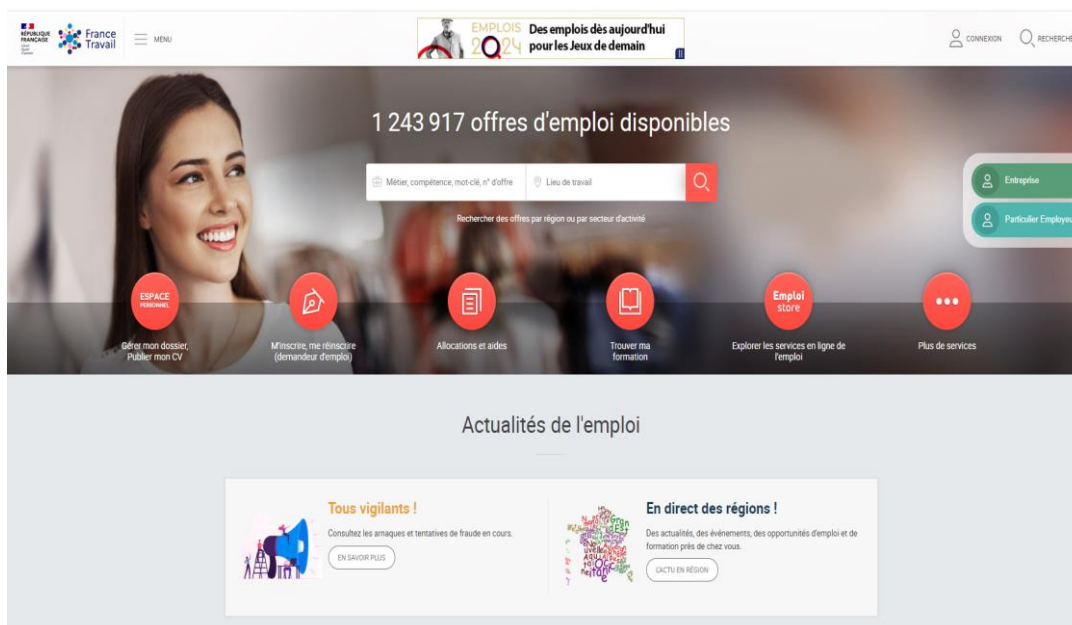 RÉPUBLIQUE
FRANÇAISE
France
Travail
MENU
EMPLOIS
2024
Des emplois dès aujourd'hui
pour les Jeux de demain
CONNEXION
RECHERCHE
1 243 917 offres d'emploi disponibles
Métier, compétence, mot-clé, n° d'offre
Lieu de travail
Rechercher des offres par région ou par secteur d'activité
Entreprise
Particulier Employeu
ESPACE
PERSONNEL
Gérer mon dossier,
Publier mon CV
M'inscrire, me réinscrire
(demandeur d'emploi)
Allocations et aides
Trouver ma
formation
Emploi
store
Explorer les services en ligne de
l'emploi
Plus de services
Actualités de l'emploi
Tous vigilants !
Consultez les arnaques et tentatives de fraude en cours.
EN SAVOIR PLUS
En direct des régions !
Des actualités, des événements, des opportunités d'emploi et de
formation près de chez vous.
L'ACTU EN RÉGION